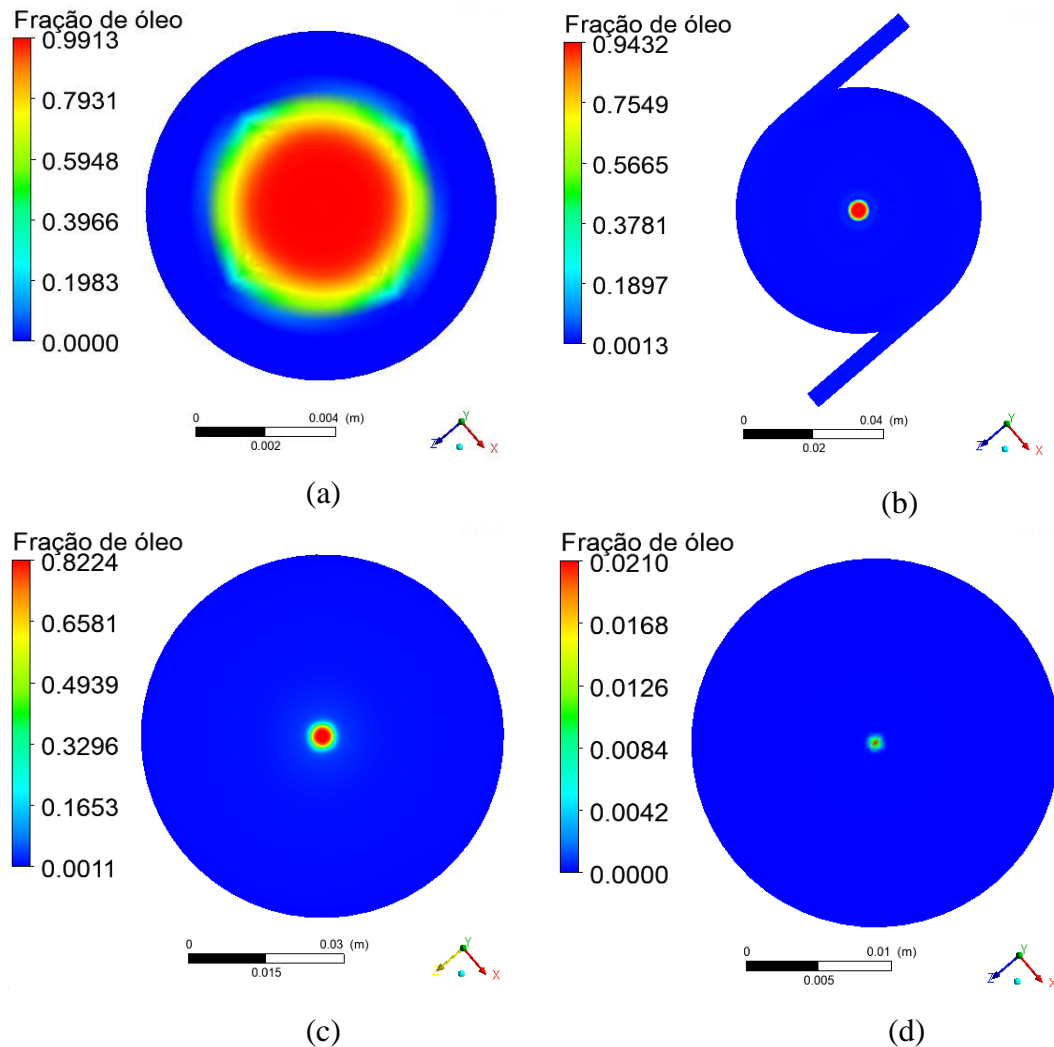 Fração de óleo
0.9913
0.7931
0.5948
0.3966
0.1983
0.0000
0 0.004 (m)
0.002
Y
Z X
(a)
Fração de óleo
0.9432
0.7549
0.5665
0.3781
0.1897
0.0013
0 0.04 (m)
0.02
Y
Z X
(b)
Fração de óleo
0.8224
0.6581
0.4939
0.3296
0.1653
0.0011
0 0.03 (m)
0.015
Y
Z X
(c)
Fração de óleo
0.0210
0.0168
0.0126
0.0084
0.0042
0.0000
0 0.01 (m)
0.005
Y
Z X
(d)